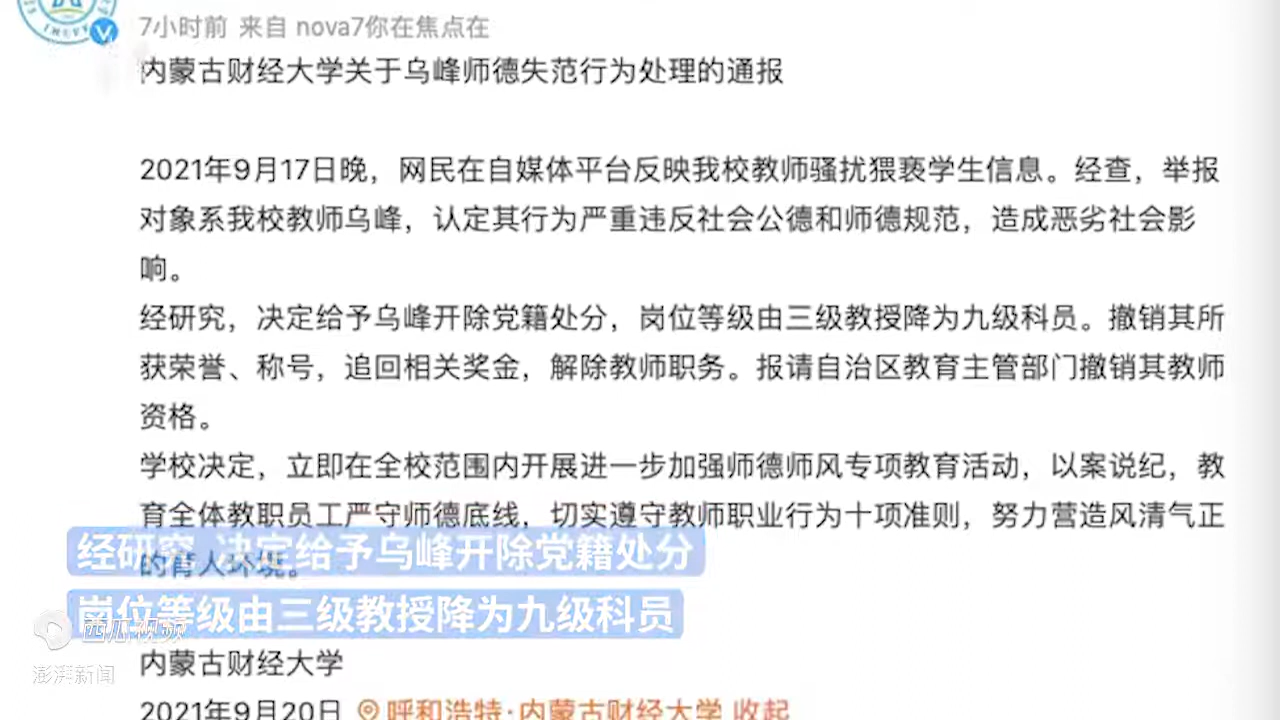 7小时前 来自 nova7你在焦点在
内蒙古财经大学关于乌峰师德失范行为处理的通报
2021年9月17日晚，网民在自媒体平台反映我校教师骚扰猥亵学生信息。经查，举报
对象系我校教师乌峰，认定其行为严重违反社会公德和师德规范，造成恶劣社会影
响。
经研究，决定给予乌峰开除党籍处分，岗位等级由三级教授降为九级科员。撤销其所
获荣誉、称号，追回相关奖金，解除教师职务。报请自治区教育主管部门撤销其教师
资格。
学校决定，立即在全校范围内开展进一步加强师德师风专项教育活动，以案说纪，教
育全体教职员工严守师德底线，切实遵守教师职业行为十项准则，努力营造风清气正
的育人环境。
经研究 决定给予乌峰开除党籍处分
岗位等级由三级教授降为九级科员
西瓜视频
澎湃新闻
内蒙古财经大学
2021年9月20日 呼和浩特·内蒙古财经大学 收起